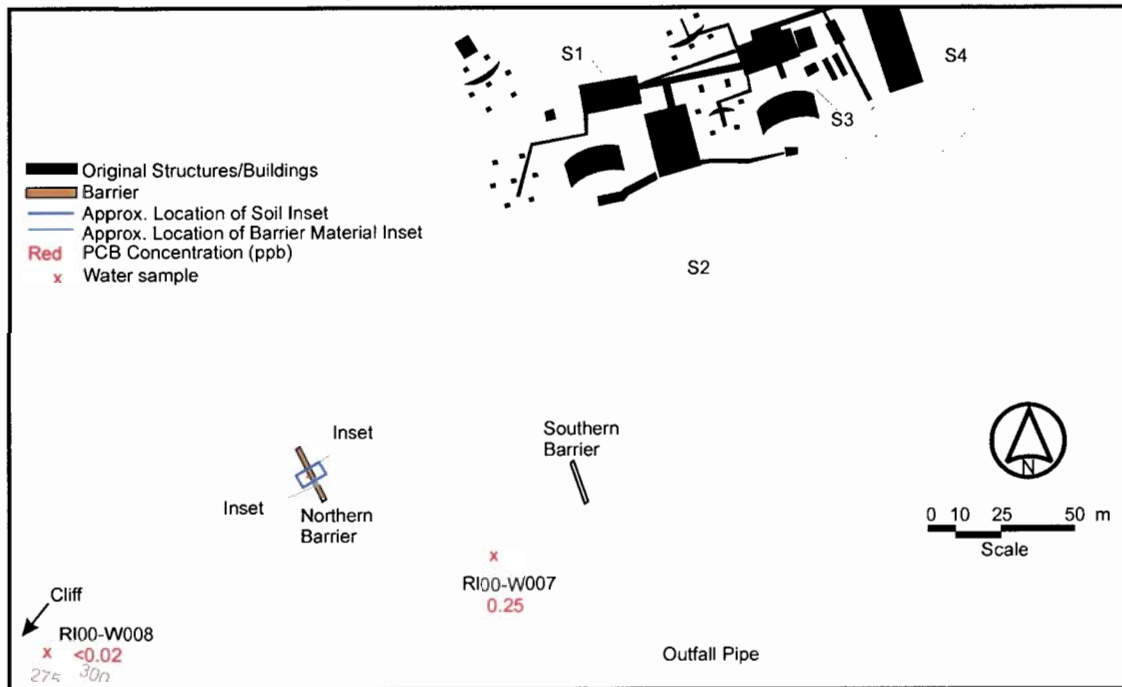 S1
S4
S3
Original Structures/Buildings
Barrier
Approx. Location of Soil Inset
Approx. Location of Barrier Material Inset
Red PCB Concentration (ppb)
x Water sample
S2
Inset
Southern
Barrier
N
Inset
Northern
Barrier
0 10 25 50 m
Scale
x
RI00-W007
0.25
Cliff
RI00-W008
x <0.02
275 300
Outfall Pipe